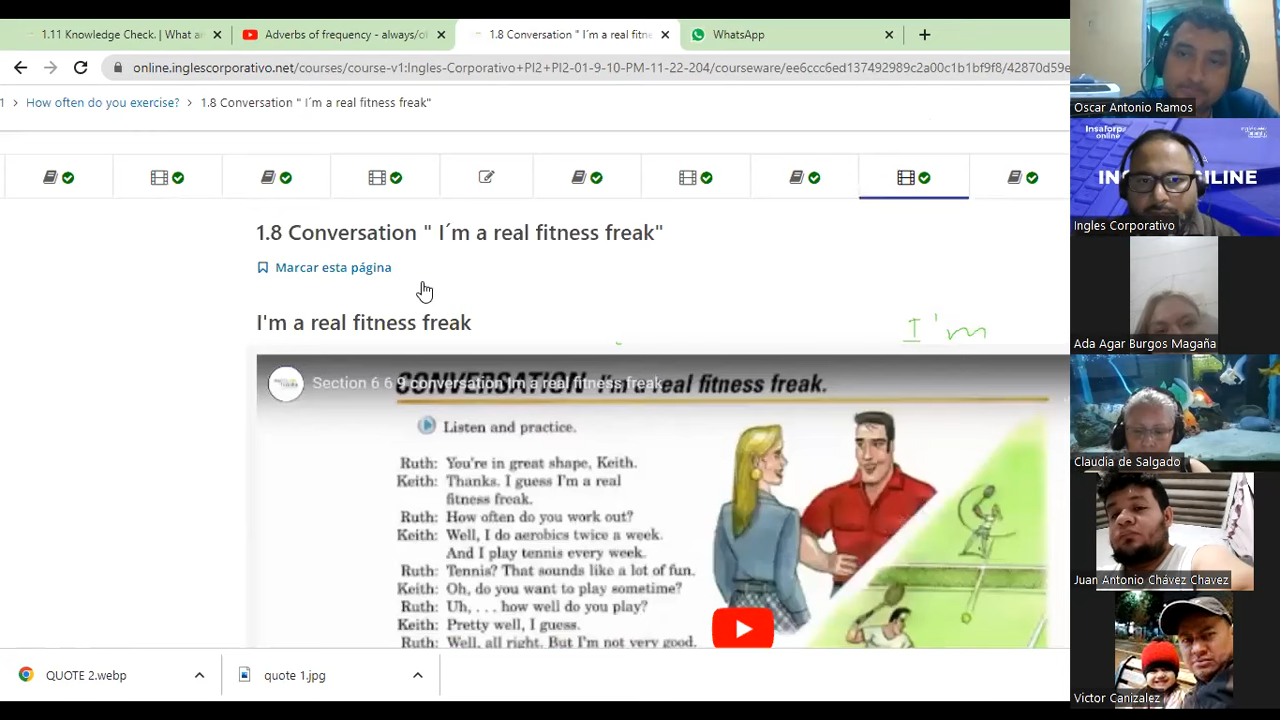 1.11 Knowledge Check. | What a
Adverbs of frequency - always/of
1.8 Conversation " I´m a real fitne
WhatsApp
online.inglescorporativo.net/courses/course-v1:Ingles-Corporativo+PI2+PI2-01-9-10-PM-11-22-204/courseware/ee6ccc6ed137492989c2a00c1b1bf9f8/42870d59e
1 > How often do you exercise? > 1.8 Conversation " I´m a real fitness freak"
1.8 Conversation " I´m a real fitness freak"
Marcar esta página
I'm a real fitness freak
I'm
Section 6 6 9 conversation Im a real fitness freak
CONVERSATION I'm a real fitness freak.
Listen and practice.
Ruth: You're in great shape, Keith.
Keith: Thanks. I guess I'm a real
fitness freak.
Ruth: How often do you work out?
Keith: Well, I do aerobics twice a week.
And I play tennis every week.
Ruth: Tennis? That sounds like a lot of fun.
Keith: Oh, do you want to play sometime?
Ruth: Uh, . . . how well do you play?
Keith: Pretty well, I guess.
Ruth: Well, all right. But I'm not very good.
QUOTE 2.webp
quote 1.jpg
Oscar Antonio Ramos
Insaforp
online
IN
NLINE
Ingles Corporativo
Ada Agar Burgos Magaña
Claudia de Salgado
Juan Antonio Chávez Chavez
Victor Canizalez